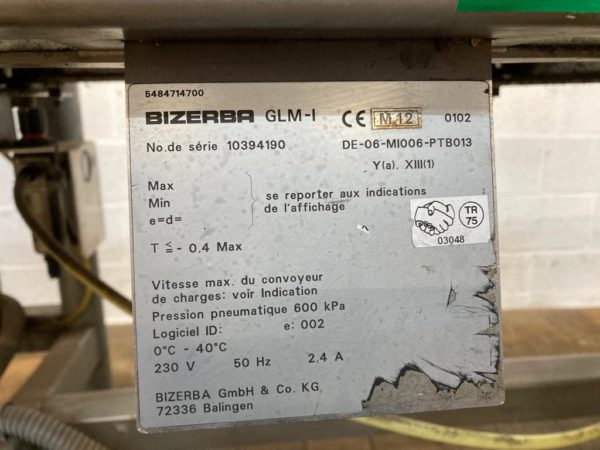 5484714700
BIZERBA GLM-I CE M12 0102
No.de série 10394190 DE-06-MI006-PTB013
Y(a), XIII(1)
Max
Min
e=d=
se reporter aux indications
de l'affichage
T ≦ - 0,4 Max
TR
75
03048
Vitesse max. du convoyeur
de charges: voir Indication
Pression pneumatique 600 kPa
Logiciel ID: e: 002
0°C - 40°C
230 V 50 Hz 2,4 A
BIZERBA GmbH & Co. KG
72336 Balingen